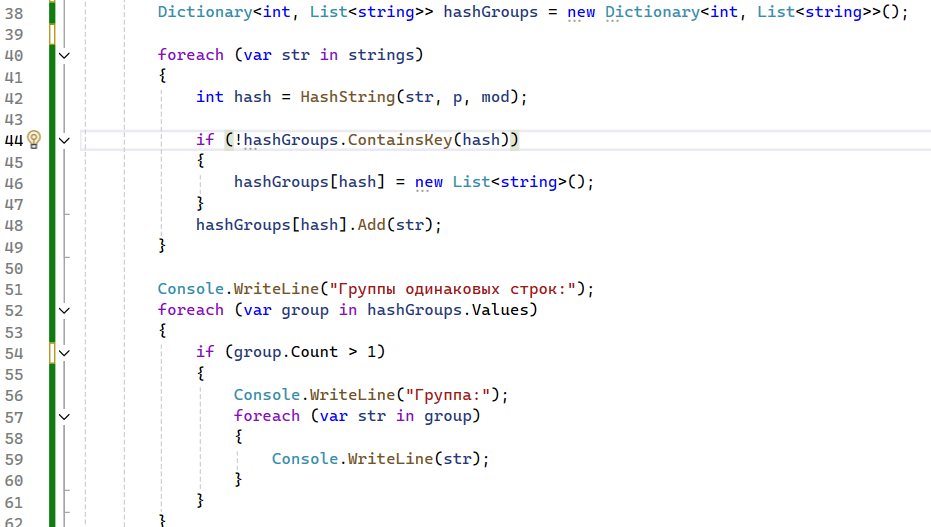 38 Dictionary<int, List<string>> hashGroups = new Dictionary<int, List<string>>();
39
40 foreach (var str in strings)
41 {
42 int hash = HashString(str, p, mod);
43
44 if (!hashGroups.ContainsKey(hash))
45 {
46 hashGroups[hash] = new List<string>();
47 }
48 hashGroups[hash].Add(str);
49 }
50
51 Console.WriteLine("Группы одинаковых строк:");
52 foreach (var group in hashGroups.Values)
53 {
54 if (group.Count > 1)
55 {
56 Console.WriteLine("Группа:");
57 foreach (var str in group)
58 {
59 Console.WriteLine(str);
60 }
61 }
62 }